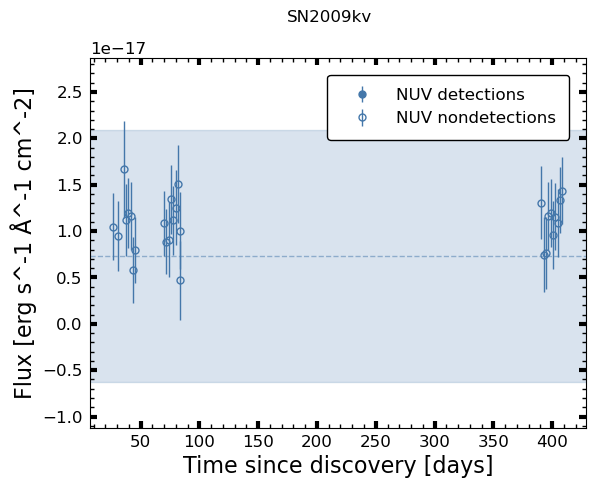 SN2009kv
1e−17
NUV detections
NUV nondetections
2.5
2.0
1.5
1.0
0.5
0.0
−0.5
−1.0
Flux [erg s^-1 Å^-1 cm^-2]
50 100 150 200 250 300 350 400
Time since discovery [days]